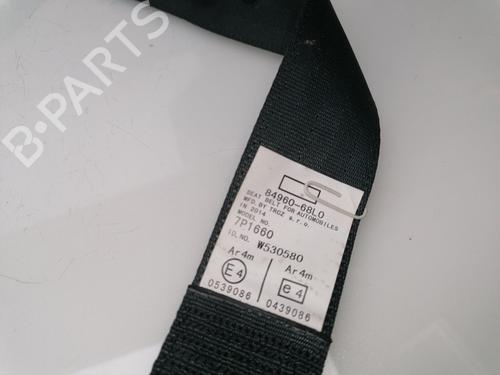 B-PARTS
84960-68L0
SEAT BELT FOR AUTOMOBILES
MFD. BY TRCZ s.r.o.
IN 2014
MODEL NO.
7P1660
ID.NO. W530580
Ar4m Ar4m
E4 e4
0539086 0439086